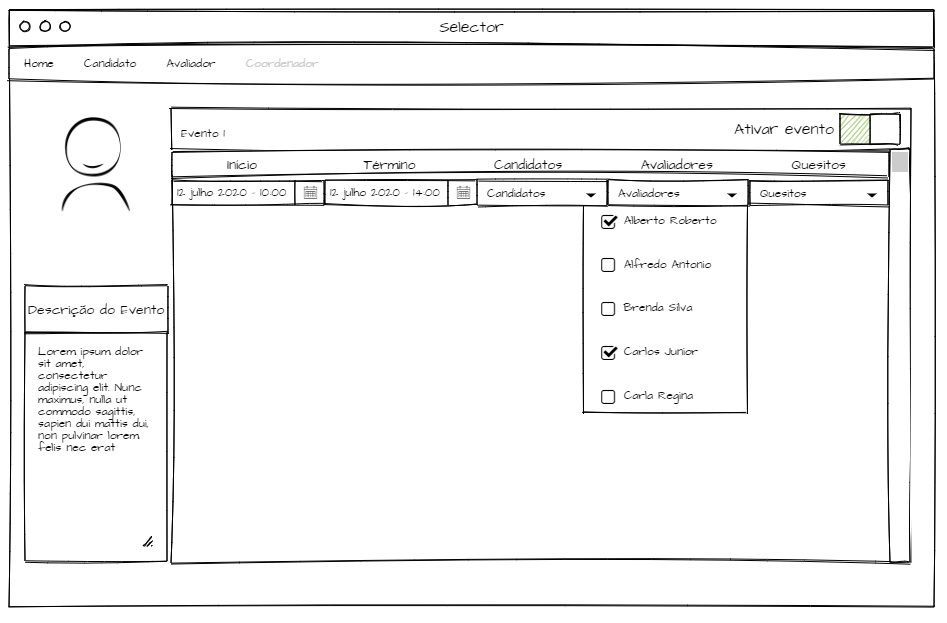 Selector
Home Candidato Avaliador Coordenador
Evento 1 Ativar evento
Início Término Candidatos Avaliadores Quesitos
12 julho 2020 - 10:00 12 julho 2020 - 14:00 Candidatos Avaliadores Quesitos
Alberto Roberto
Alfredo Antonio
Brenda Silva
Carlos Junior
Carla Regina
Descrição do Evento
Lorem ipsum dolor
sit amet,
consectetur
adipiscing elit. Nunc
maximus, nulla ut
commodo sagittis,
sapien dui mattis dui,
non pulvinar lorem
felis nec erat